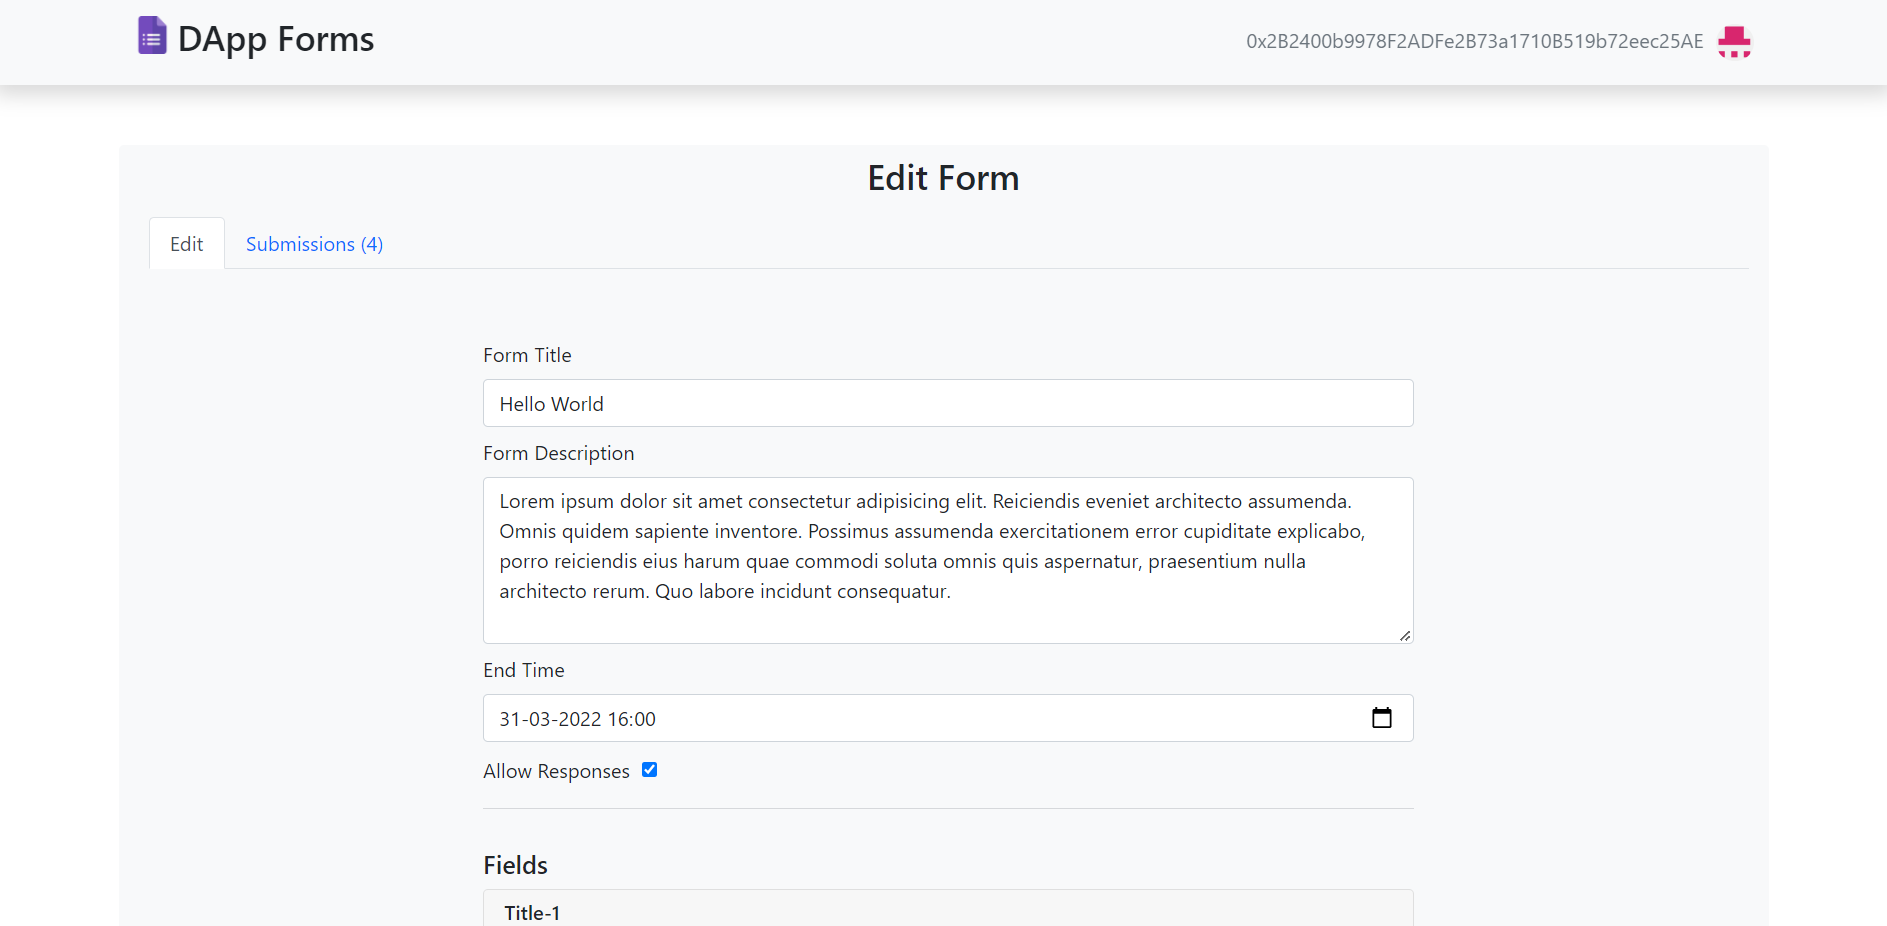 DApp Forms
0x2B2400b9978F2ADFe2B73a1710B519b72eec25AE
Edit Form
Edit
Submissions (4)
Form Title
Hello World
Form Description
Lorem ipsum dolor sit amet consectetur adipisicing elit. Reiciendis eveniet architecto assumenda.
Omnis quidem sapiente inventore. Possimus assumenda exercitationem error cupiditate explicabo,
porro reiciendis eius harum quae commodi soluta omnis quis aspernatur, praesentium nulla
architecto rerum. Quo labore incidunt consequatur.
End Time
31-03-2022 16:00
Allow Responses
Fields
Title-1